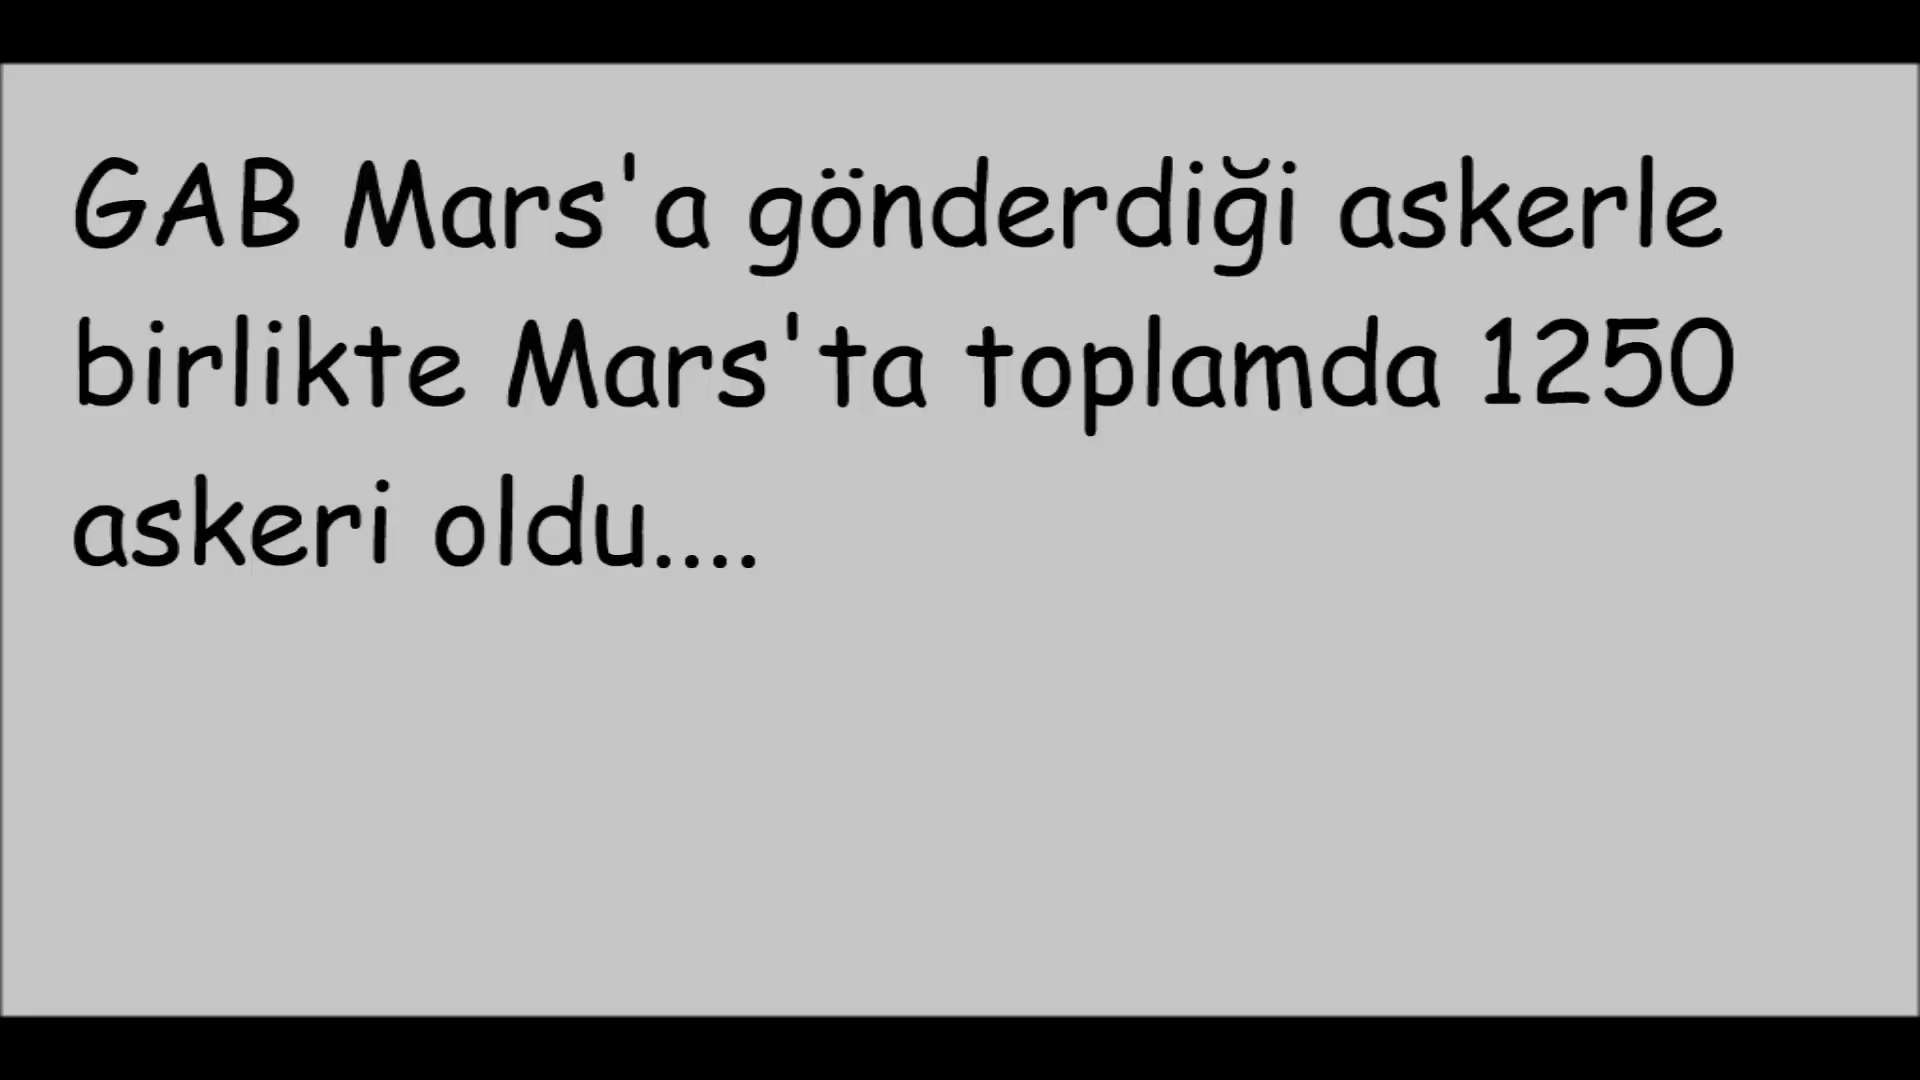 GAB Mars'a gönderdiği askerle
birlikte Mars'ta toplamda 1250
askeri oldu....